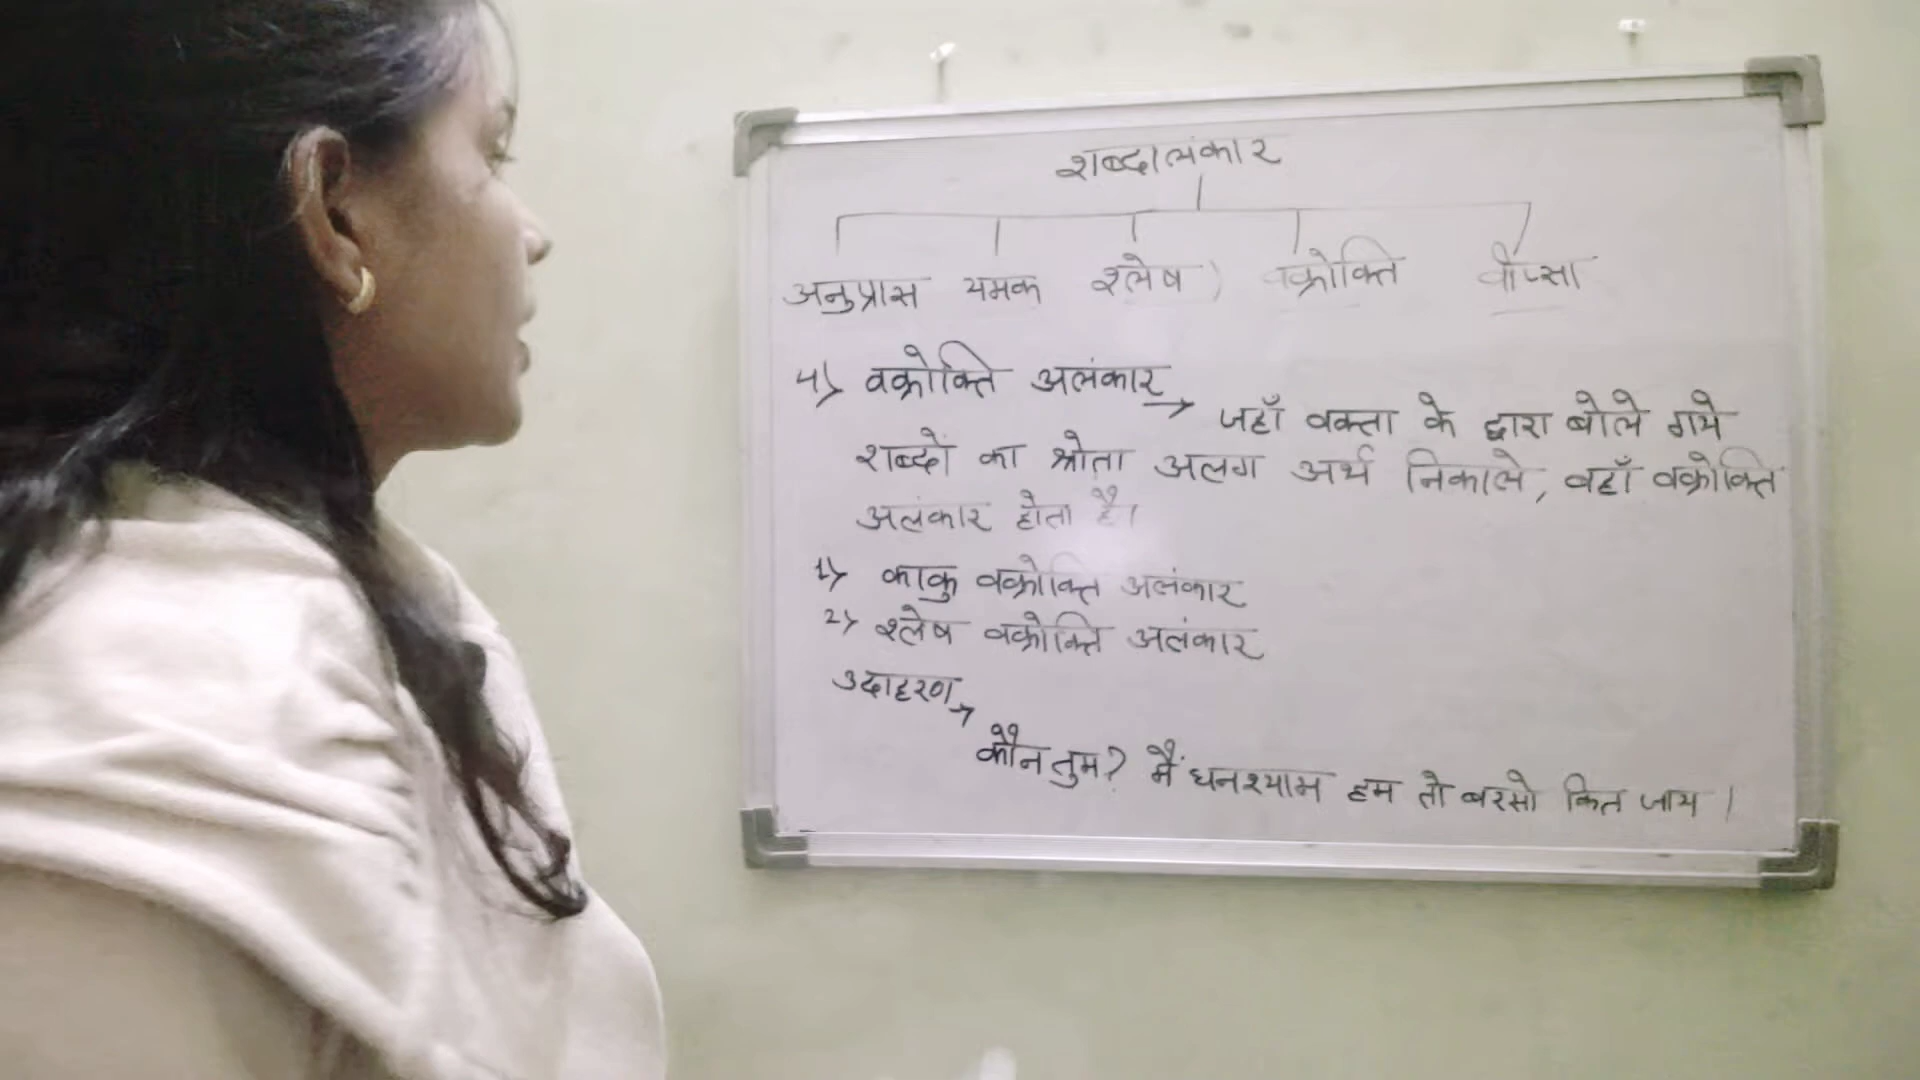 शब्दालंकार
अनुप्रास यमक श्लेष वक्रोक्ति वीप्सा
4> वक्रोक्ति अलंकार → जहाँ वक्ता के द्वारा बोले गये
शब्दों का श्रोता अलग अर्थ निकाले, वहाँ वक्रोक्ति
अलंकार होता है।
1> काकु वक्रोक्ति अलंकार
2> श्लेष वक्रोक्ति अलंकार
उदाहरण →
कौन तुम? मैं घनश्याम हम तो बरसो कित जाय।